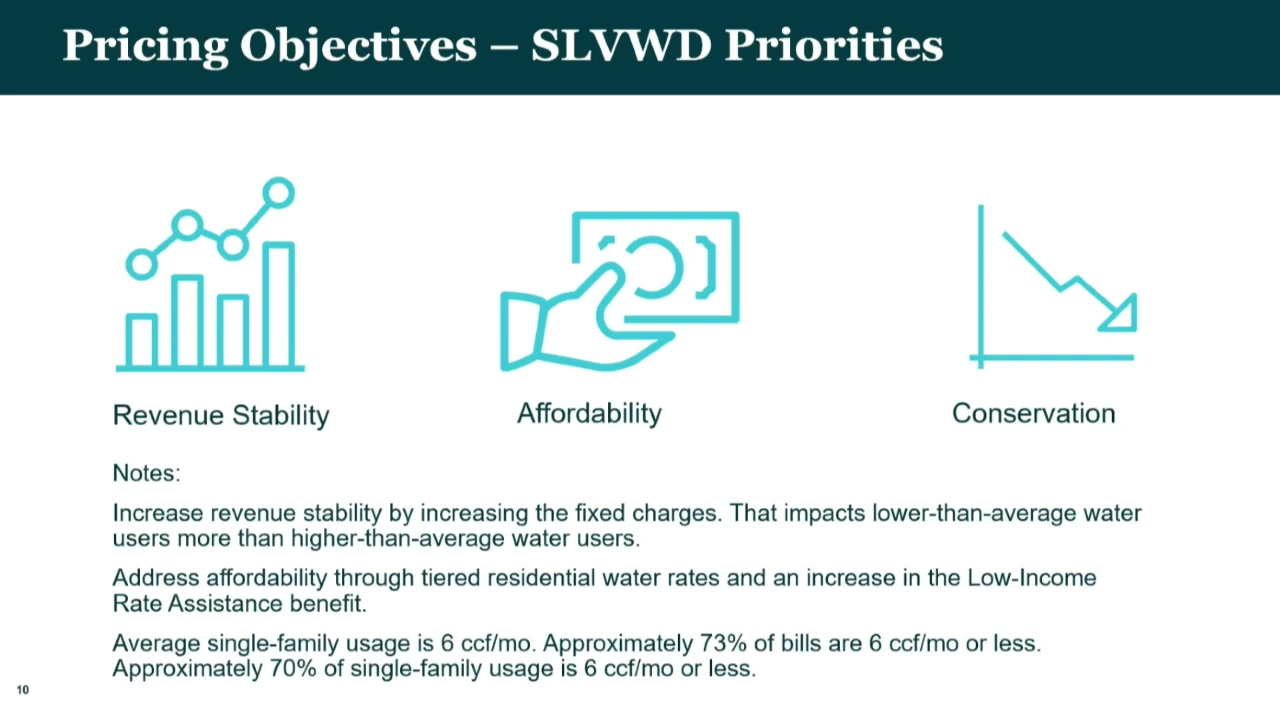 Pricing Objectives – SLVWD Priorities
Revenue Stability
Affordability
Conservation
Notes:
Increase revenue stability by increasing the fixed charges. That impacts lower-than-average water
users more than higher-than-average water users.
Address affordability through tiered residential water rates and an increase in the Low-Income
Rate Assistance benefit.
Average single-family usage is 6 ccf/mo. Approximately 73% of bills are 6 ccf/mo or less.
Approximately 70% of single-family usage is 6 ccf/mo or less.
10